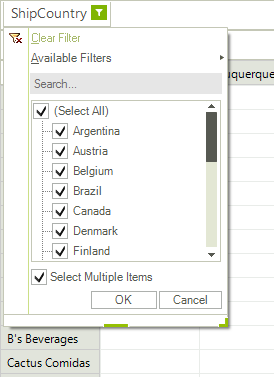 ShipCountry
Clear Filter
Available Filters
uquerque
Search...
(Select All)
Argentina
Austria
Belgium
Brazil
Canada
Denmark
Finland
Select Multiple Items
OK Cancel
B's Beverages
Cactus Comidas